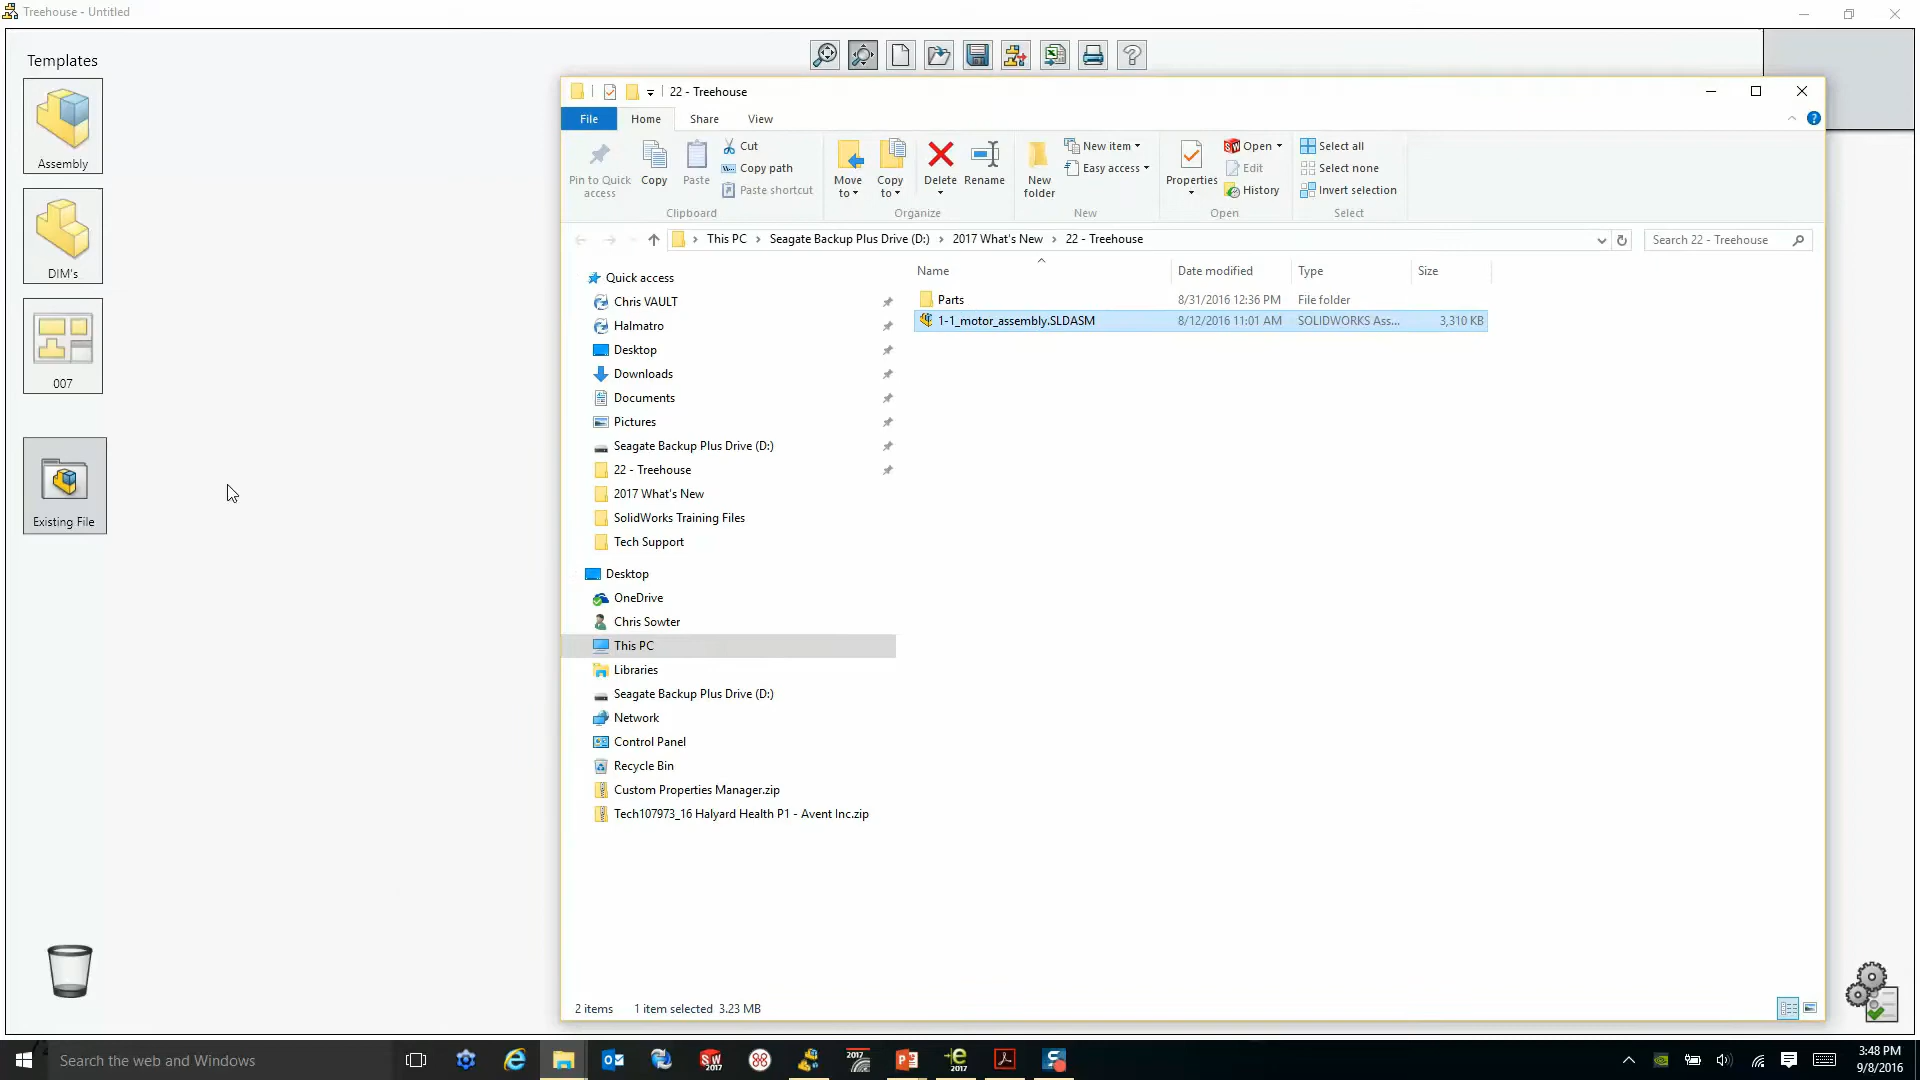 Treehouse - Untitled
Templates
Assembly
DIM's
007
Existing File
22 - Treehouse
File
Home
Share
View
Pin to Quick access
Copy
Paste
Cut
Copy path
Paste shortcut
Clipboard
Move to
Copy to
Delete
Rename
Organize
New folder
New item
Easy access
New
Properties
Open
Edit
History
Open
Select all
Select none
Invert selection
Select
This PC > Seagate Backup Plus Drive (D:) > 2017 What's New > 22 - Treehouse
Search 22 - Treehouse
Name Date modified Type Size
Parts 8/31/2016 12:36 PM File folder
1-1_motor_assembly.SLDASM 8/12/2016 11:01 AM SOLIDWORKS Ass... 3,310 KB
Quick access
Chris VAULT
Halmatro
Desktop
Downloads
Documents
Pictures
Seagate Backup Plus Drive (D:)
22 - Treehouse
2017 What's New
SolidWorks Training Files
Tech Support
Desktop
OneDrive
Chris Sowter
This PC
Libraries
Seagate Backup Plus Drive (D:)
Network
Control Panel
Recycle Bin
Custom Properties Manager.zip
Tech107973_16 Halyard Health P1 - Avent Inc.zip
2 items 1 item selected 3.23 MB
Search the web and Windows
SW 2017
2017
2017
3:48 PM
9/8/2016